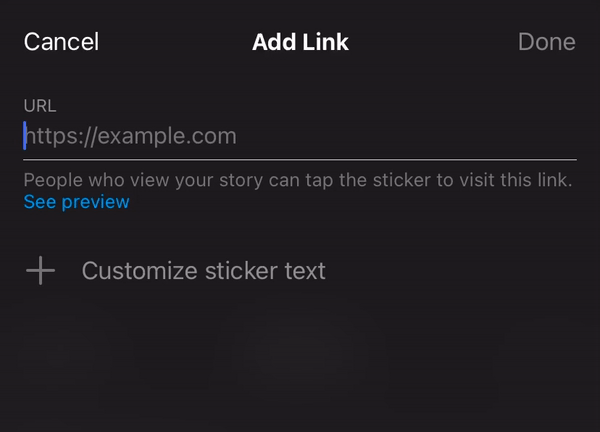 Cancel Add Link Done
URL
https://example.com
People who view your story can tap the sticker to visit this link.
See preview
Customize sticker text